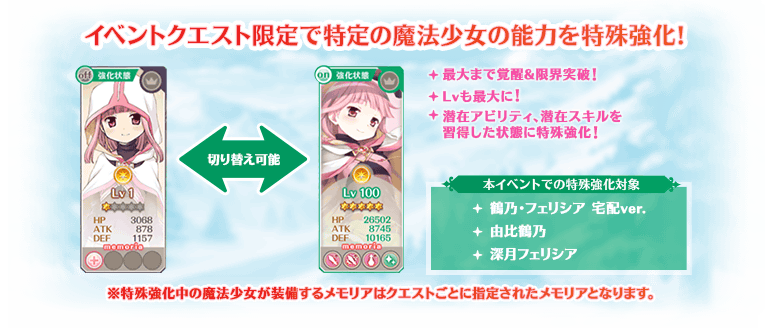 イベントクエスト限定で特定の魔法少女の能力を特殊強化!
off 強化状態
Lv 1
HP 3068
ATK 878
DEF 1157
memoria
切り替え可能
on 強化状態
Lv 100
HP 26502
ATK 8745
DEF 10165
memoria
最大まで覚醒&限界突破!
Lvも最大に!
潜在アビリティ、潜在スキルを
習得した状態に特殊強化!
本イベントでの特殊強化対象
鶴乃・フェリシア 宅配ver.
由比鶴乃
深月フェリシア
※特殊強化中の魔法少女が装備するメモリアはクエストごとに指定されたメモリアとなります。